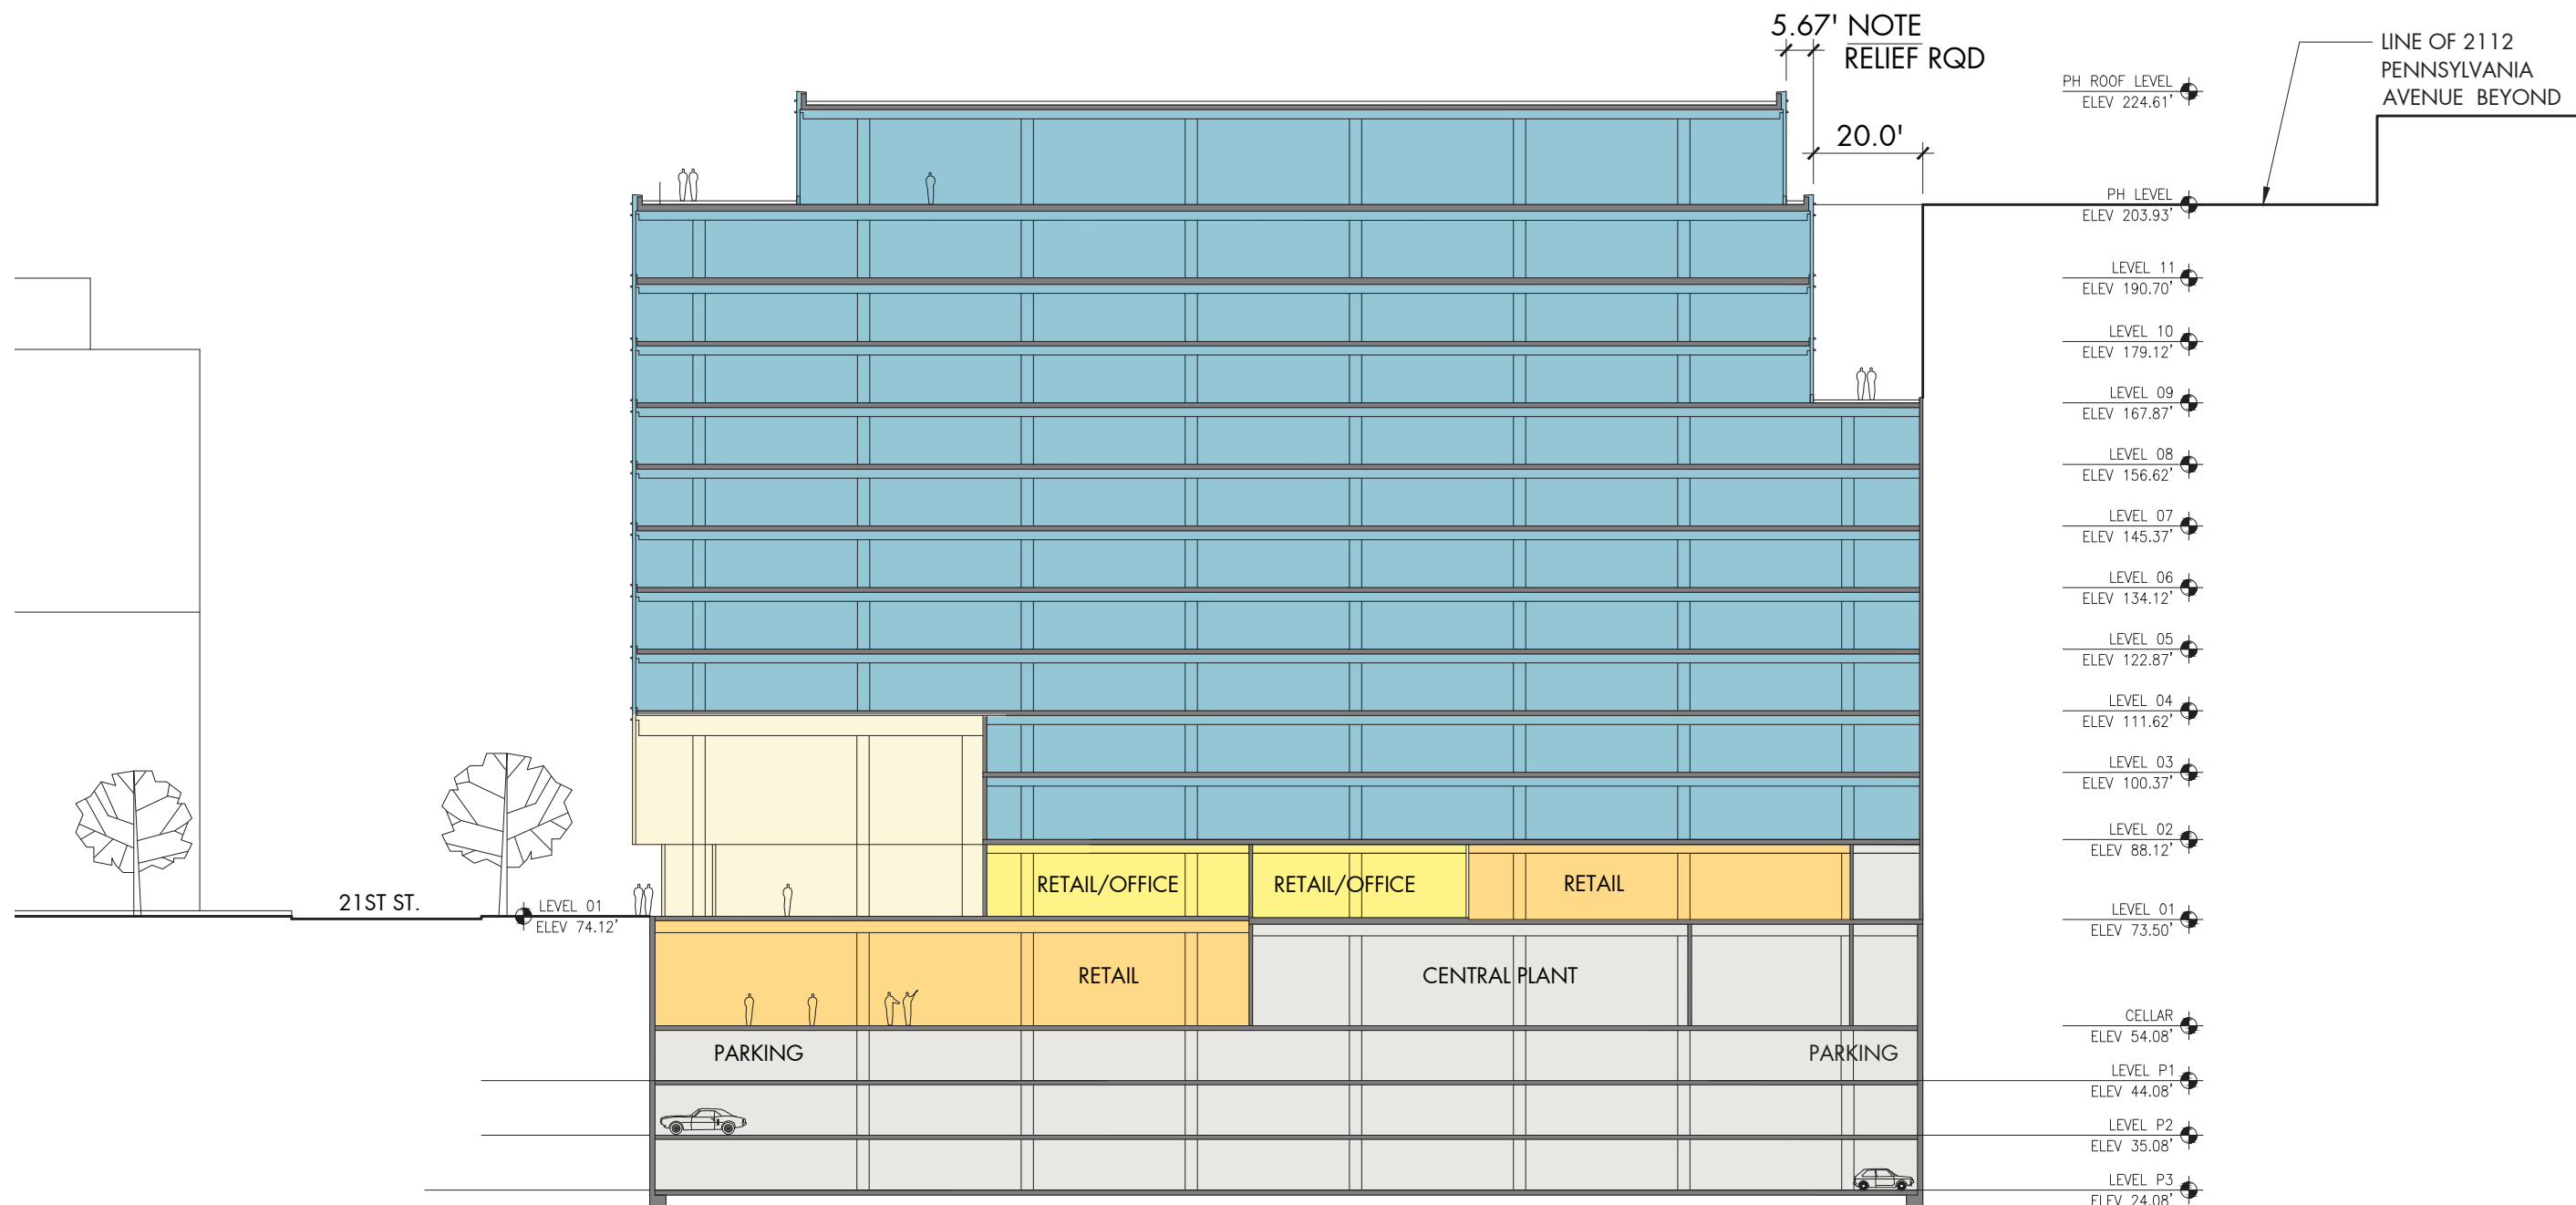 5.67' NOTE
RELIEF RQD
LINE OF 2112
PENNSYLVANIA
AVENUE BEYOND
PH ROOF LEVEL
ELEV 224.61'
20.0'
PH LEVEL
ELEV 203.93'
LEVEL 11
ELEV 190.70'
LEVEL 10
ELEV 179.12'
LEVEL 09
ELEV 167.87'
LEVEL 08
ELEV 156.62'
LEVEL 07
ELEV 145.37'
LEVEL 06
ELEV 134.12'
LEVEL 05
ELEV 122.87'
LEVEL 04
ELEV 111.62'
LEVEL 03
ELEV 100.37'
LEVEL 02
ELEV 88.12'
RETAIL/OFFICE
RETAIL/OFFICE
RETAIL
21ST ST.
LEVEL 01
ELEV 74.12'
LEVEL 01
ELEV 73.50'
RETAIL
CENTRAL PLANT
CELLAR
ELEV 54.08'
PARKING
PARKING
LEVEL P1
ELEV 44.08'
LEVEL P2
ELEV 35.08'
LEVEL P3
ELEV 24.08'